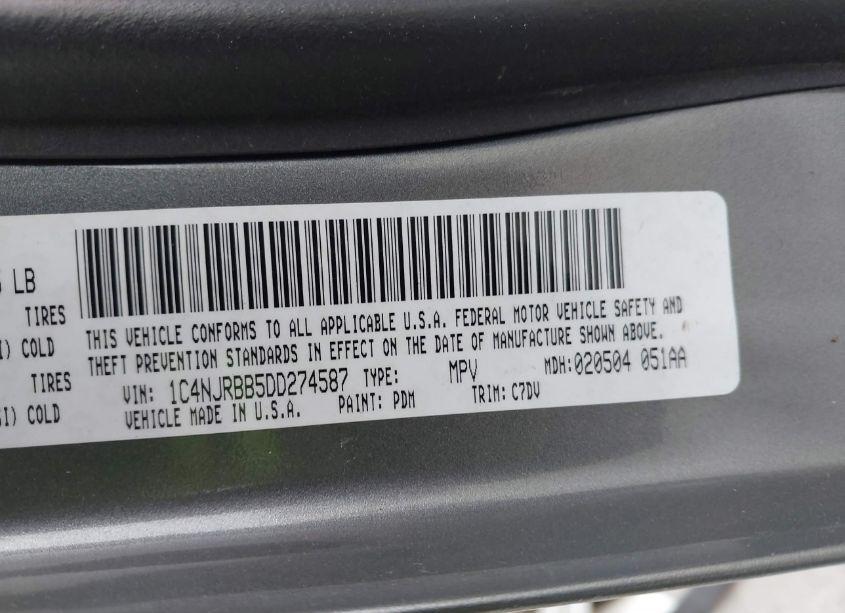 LB
TIRES
COLD
TIRES
COLD
THIS VEHICLE CONFORMS TO ALL APPLICABLE U.S.A. FEDERAL MOTOR VEHICLE SAFETY AND
THEFT PREVENTION STANDARDS IN EFFECT ON THE DATE OF MANUFACTURE SHOWN ABOVE.
VIN: 1C4NJRBB5DD274587 TYPE: MPV MDH:020504 051AA
VEHICLE MADE IN U.S.A. PAINT: PDM TRIM: C7DV